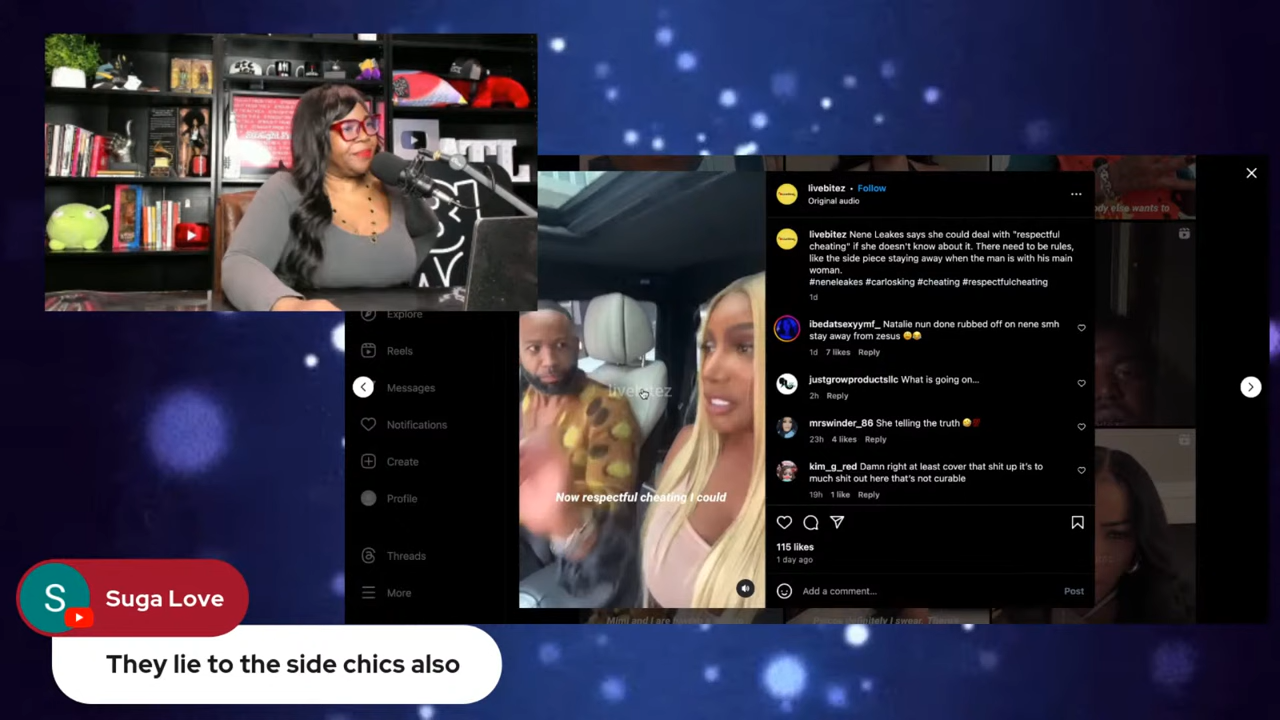 livebitez • Follow
Original audio
livebitez Nene Leakes says she could deal with "respectful
cheating" if she doesn't know about it. There need to be rules,
like the side piece staying away when the man is with his main
woman.
#neneleakes #carlosking #cheating #respectfulcheating
1d
ibedatsexyymf_ Natalie nun done rubbed off on nene smh
stay away from zesus
1d 7 likes Reply
justgrowproductsllc What is going on...
2h Reply
mrswinder_86 She telling the truth 🤣💯
23h 4 likes Reply
kim_g_red Damn right at least cover that shit up it's to
much shit out here that's not curable
19h 1 like Reply
115 likes
1 day ago
Add a comment...
Post
Explore
Reels
Messages
Notifications
Create
Profile
Threads
More
livebitez
Now respectful cheating I could
ody else wants to
S
Suga Love
They lie to the side chics also